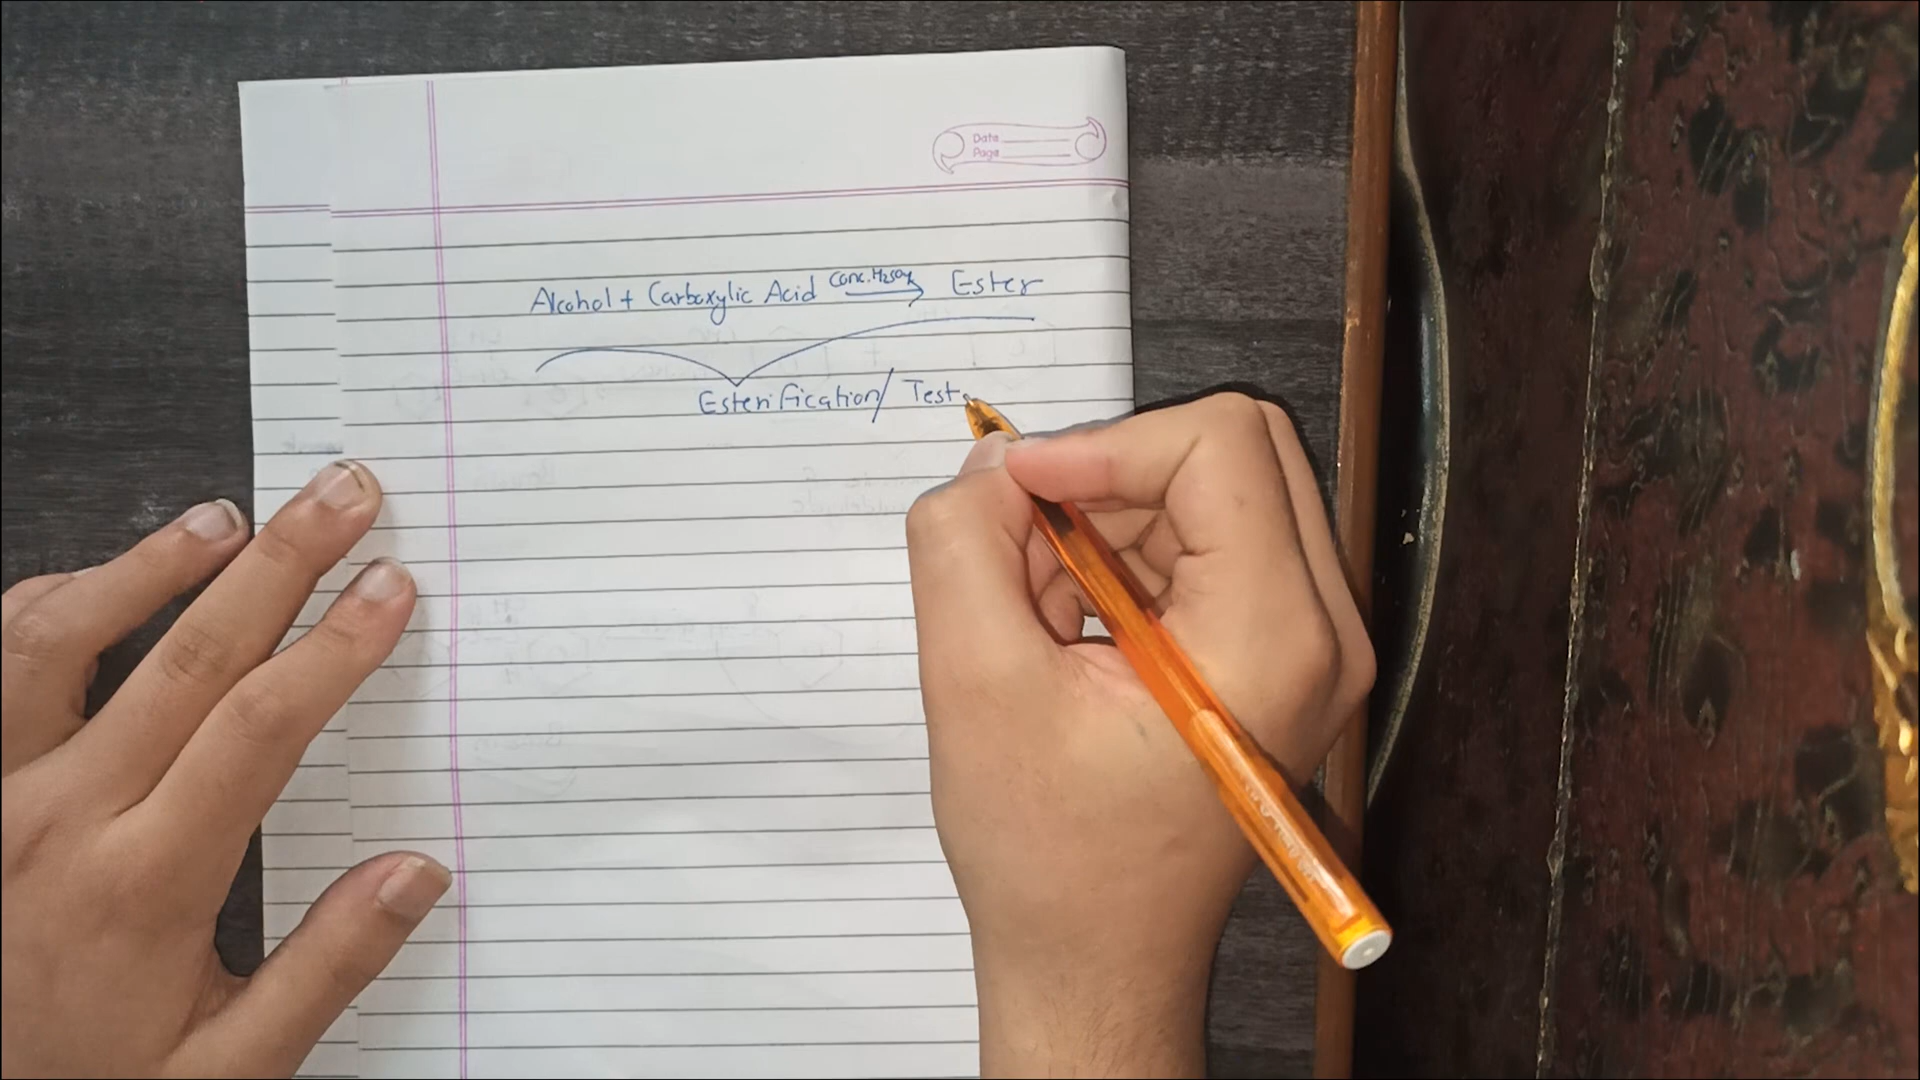 Date
Page
Alcohol + Carboxylic Acid Conc. H2SO4 → Ester
Esterification/ Test